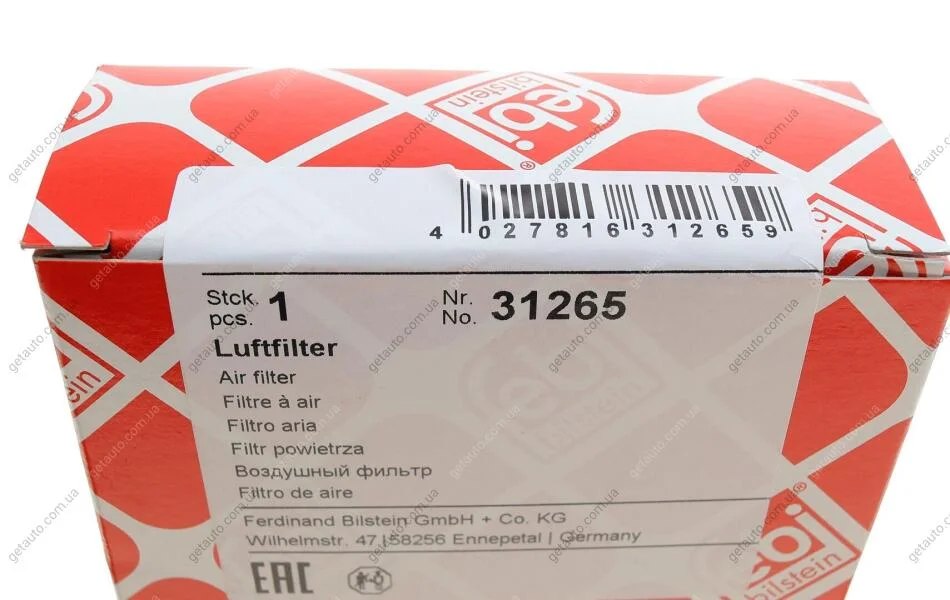 febi
bilstein
®
4 027816 312659
Stck.
pcs. 1
Nr.
No. 31265
Luftfilter
Air filter
Filtre à air
Filtro aria
Filtr powietrza
Воздушный фильтр
Filtro de aire
Ferdinand Bilstein GmbH + Co. KG
Wilhelmstr. 47 | 58256 Ennepetal | Germany
EAC
febi
bilstein
®
getauto.com.ua